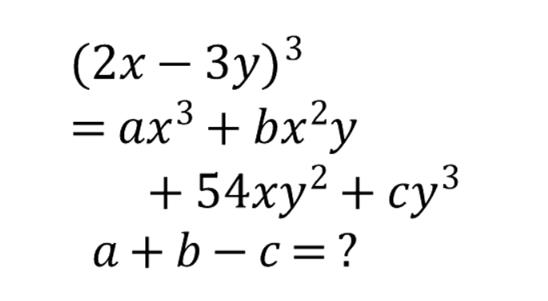 (2x − 3y)³
= ax³ + bx²y
+ 54xy² + cy³
a + b − c = ?